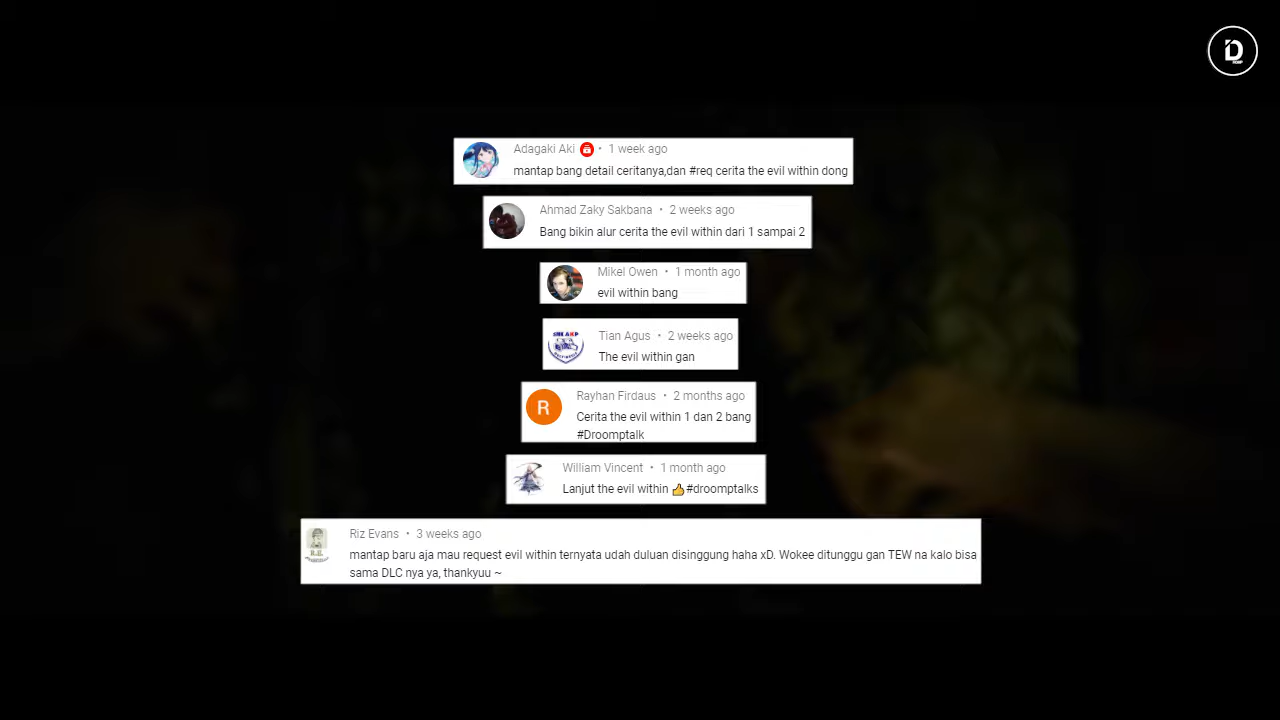 Adagaki Aki • 1 week ago
mantap bang detail ceritanya,dan #req cerita the evil within dong
Ahmad Zaky Sakbana • 2 weeks ago
Bang bikin alur cerita the evil within dari 1 sampai 2
Mikel Owen • 1 month ago
evil within bang
Tian Agus • 2 weeks ago
The evil within gan
R
Rayhan Firdaus • 2 months ago
Cerita the evil within 1 dan 2 bang
#Droomptalk
William Vincent • 1 month ago
Lanjut the evil within 👍#droomptalks
Riz Evans • 3 weeks ago
mantap baru aja mau request evil within ternyata udah duluan disinggung haha xD. Wokee ditunggu gan TEW na kalo bisa
sama DLC nya ya, thankyuu ~